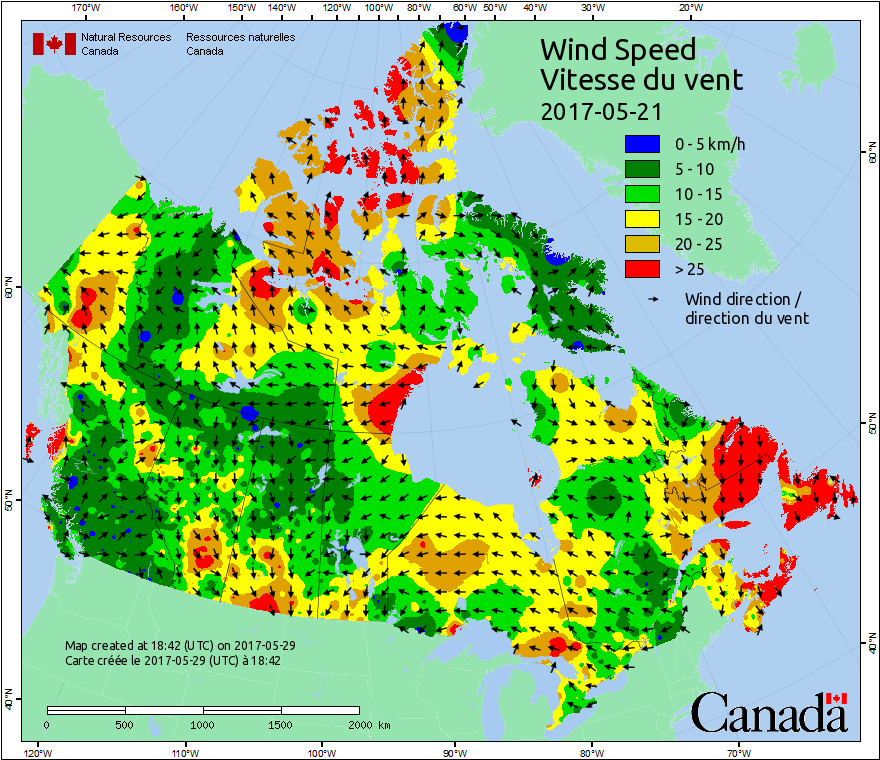 170°W 160°W 150°W 140°W 120°W 100°W 80°W 60°W 50°W 40°W 30°W 20°W
Natural Resources Ressources naturelles
Canada Canada
Wind Speed
Vitesse du vent
2017-05-21
0 - 5 km/h
5 - 10
10 - 15
15 - 20
20 - 25
> 25
Wind direction /
direction du vent
60°N
60°N
50°N
50°N
40°N
40°N
Map created at 18:42 (UTC) on 2017-05-29
Carte créée le 2017-05-29 (UTC) à 18:42
0 500 1000 1500 2000 km
Canada
120°W 110°W 100°W 90°W 80°W 70°W